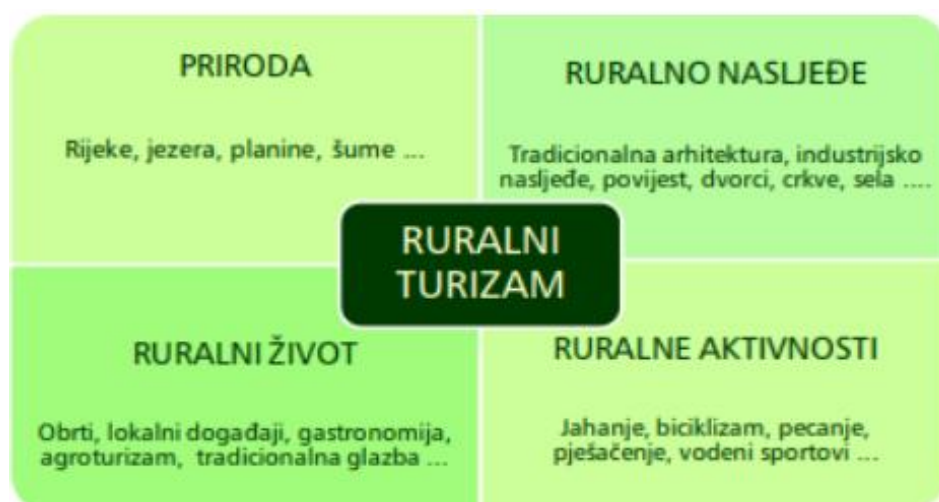 PRIRODA
Rijeke, jezera, planine, šume ...
RURALNO NASLJEĐE
Tradicionalna arhitektura, industrijsko
nasljeđe, povijest, dvorci, crkve, sela ....
RURALNI
TURIZAM
RURALNI ŽIVOT
Obrti, lokalni događaji, gastronomija,
agroturizam, tradicionalna glazba ...
RURALNE AKTIVNOSTI
Jahanje, biciklizam, pecanje,
pješačenje, vodeni sportovi ...